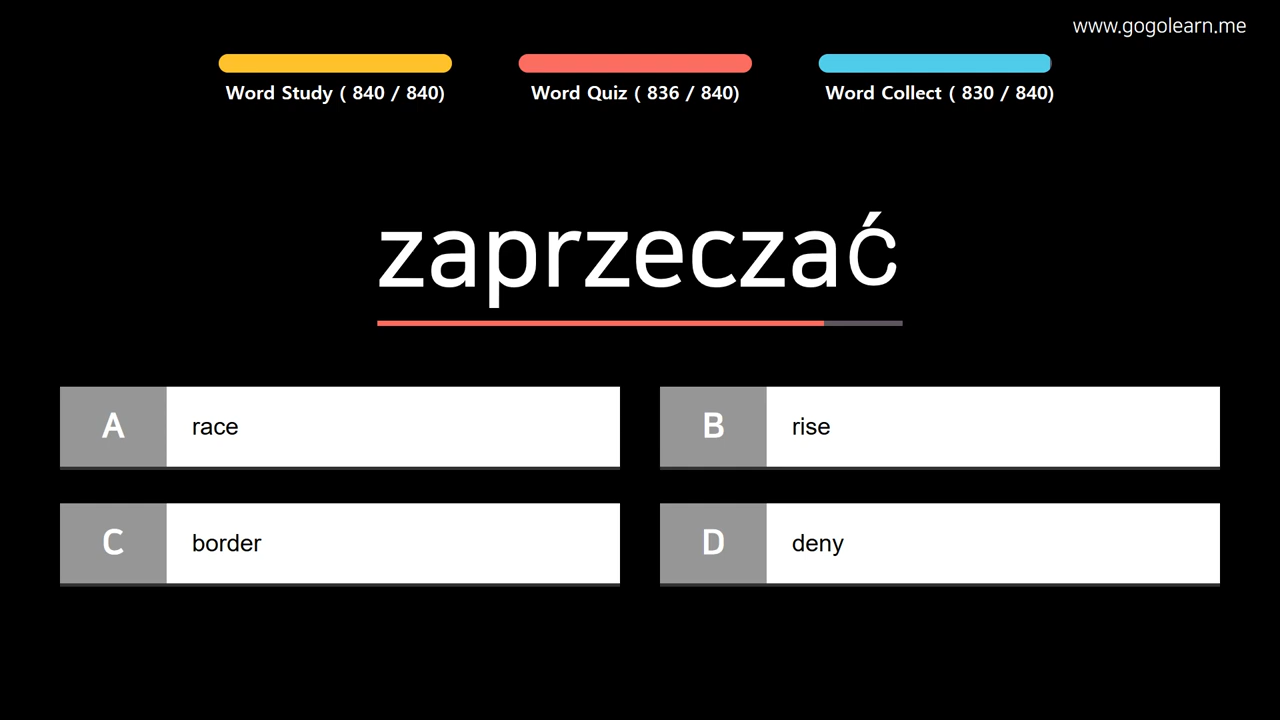 www.gogolearn.me
Word Study ( 840 / 840)
Word Quiz ( 836 / 840)
Word Collect ( 830 / 840)
zaprzeczać
A race
B rise
C border
D deny